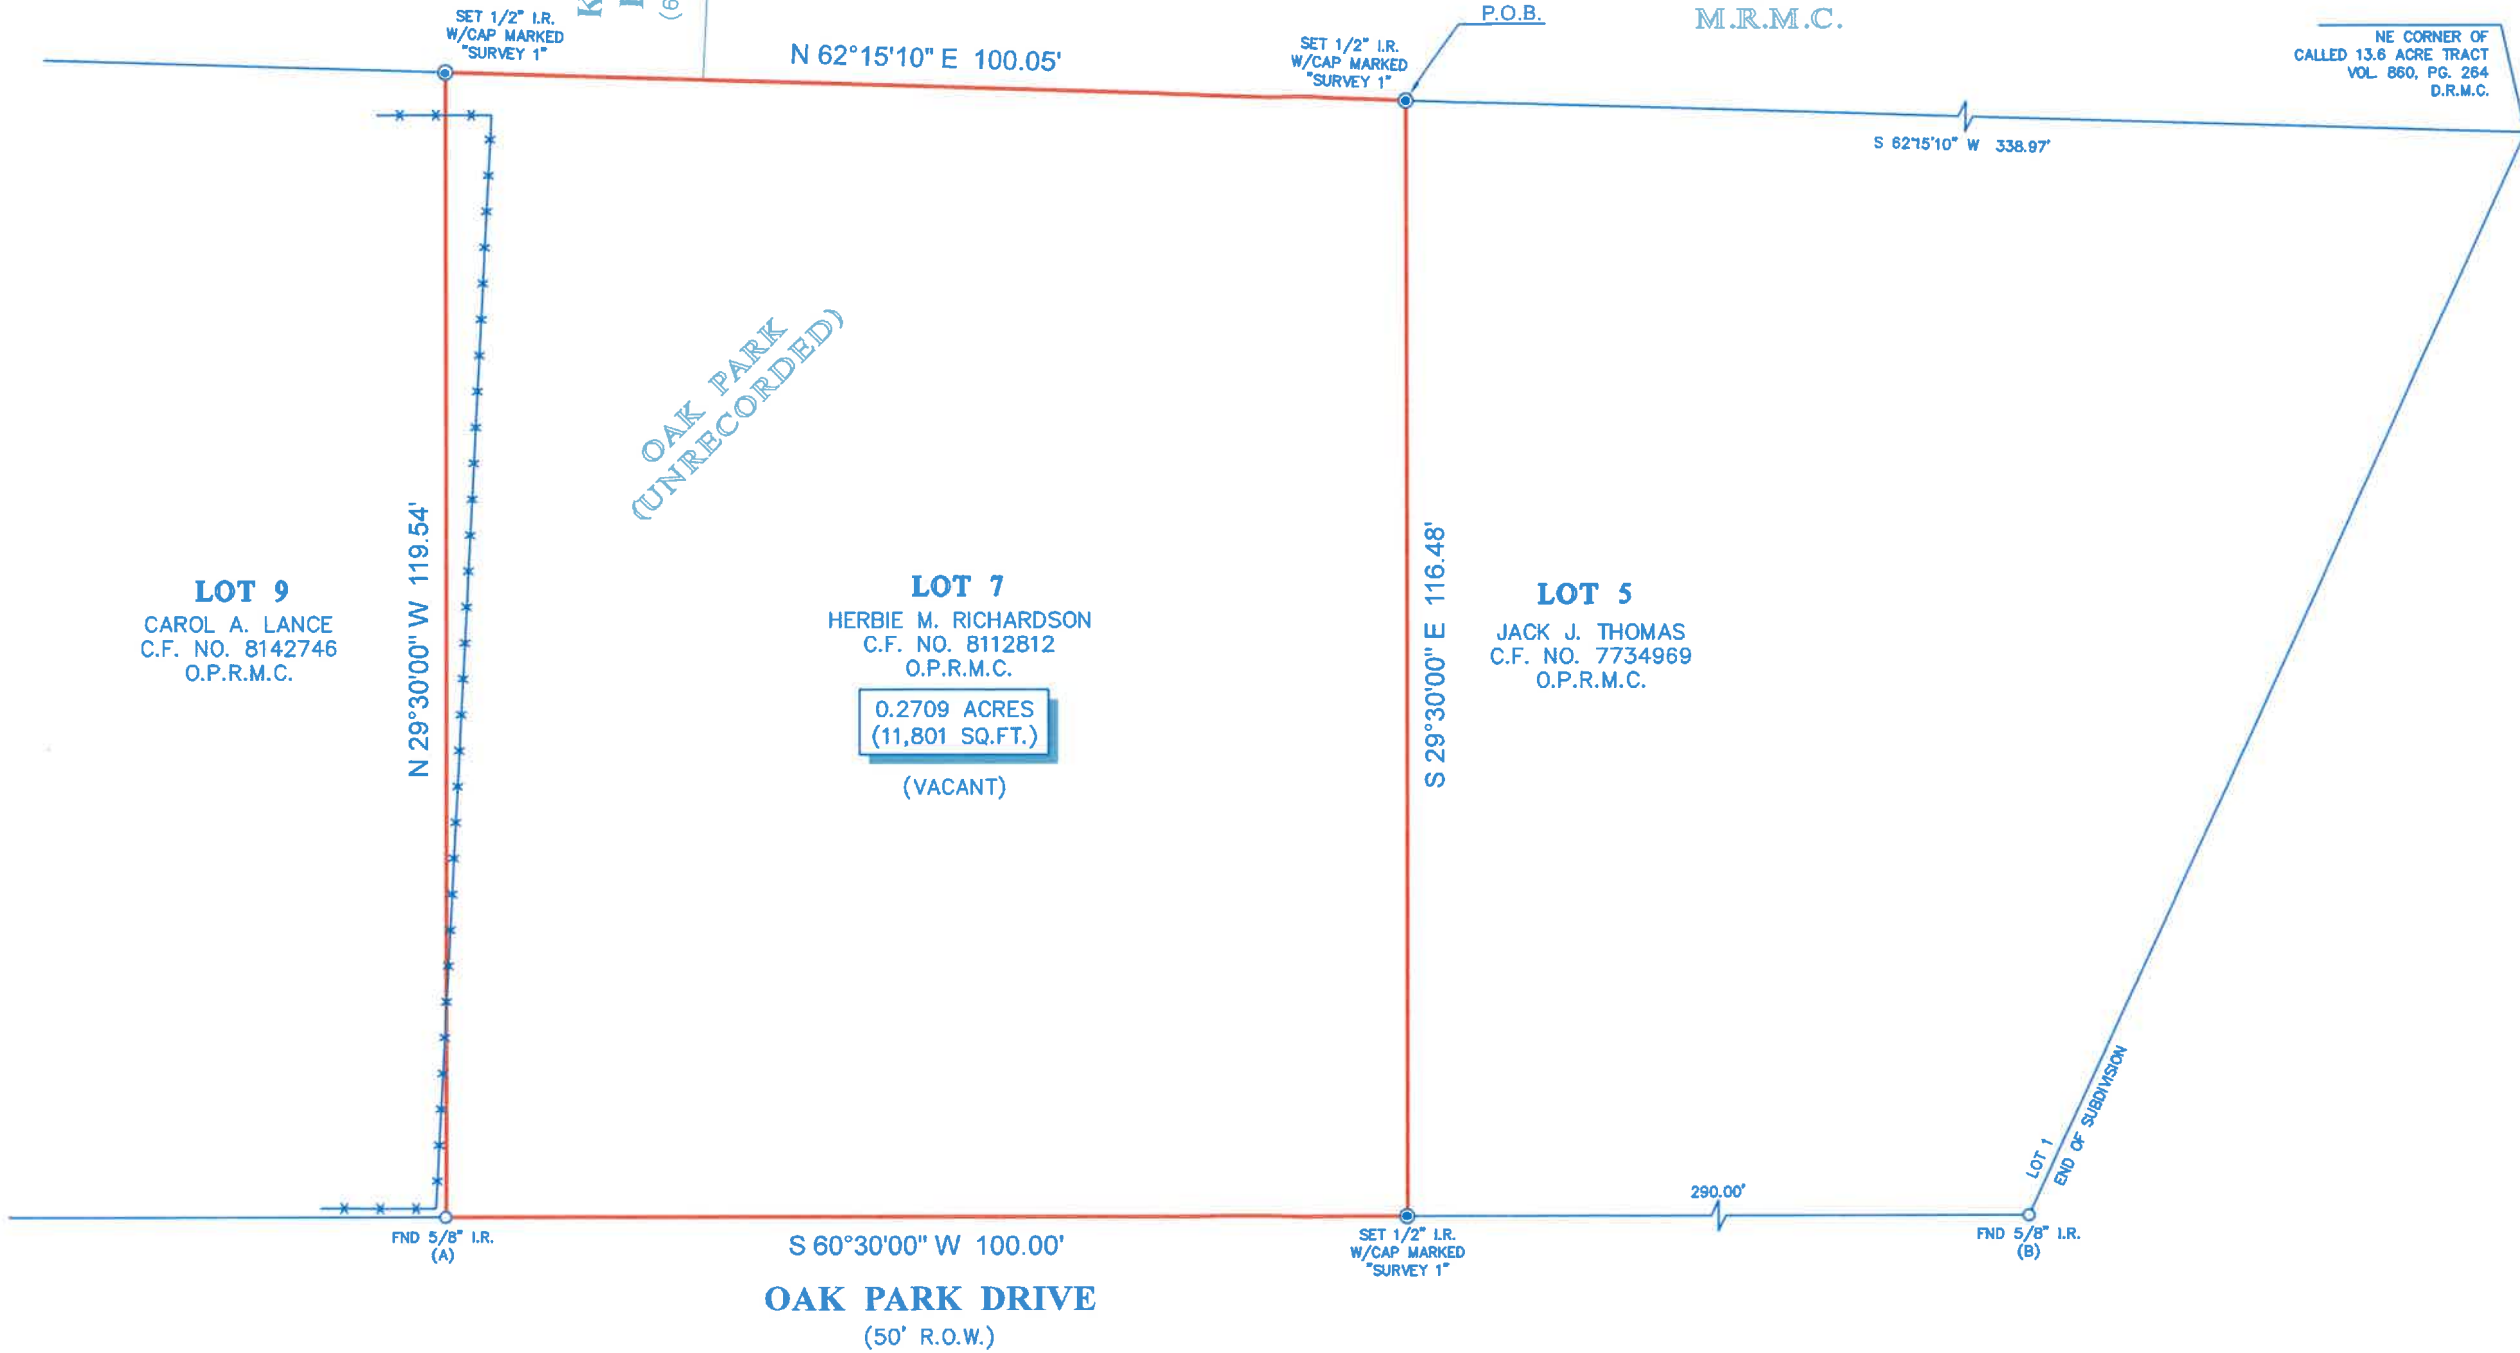 SET 1/2" I.R.
W/CAP MARKED
"SURVEY 1"
N 62°15'10" E 100.05'
SET 1/2" I.R.
W/CAP MARKED
"SURVEY 1"
P.O.B.
M.R.M.C.
NE CORNER OF
CALLED 13.6 ACRE TRACT
VOL. 860, PG. 264
D.R.M.C.
S 62°15'10" W 338.97'
OAK PARK
(UNRECORDED)
N 29°30'00" W 119.54'
LOT 9
CAROL A. LANCE
C.F. NO. 8142746
O.P.R.M.C.
LOT 7
HERBIE M. RICHARDSON
C.F. NO. 8112812
O.P.R.M.C.
0.2709 ACRES
(11,801 SQ.FT.)
(VACANT)
S 29°30'00" E 116.48'
LOT 5
JACK J. THOMAS
C.F. NO. 7734969
O.P.R.M.C.
LOT 1
END OF SUBDIVISION
290.00'
FND 5/8" I.R.
(A)
S 60°30'00" W 100.00'
SET 1/2" I.R.
W/CAP MARKED
"SURVEY 1"
FND 5/8" I.R.
(B)
OAK PARK DRIVE
(50' R.O.W.)